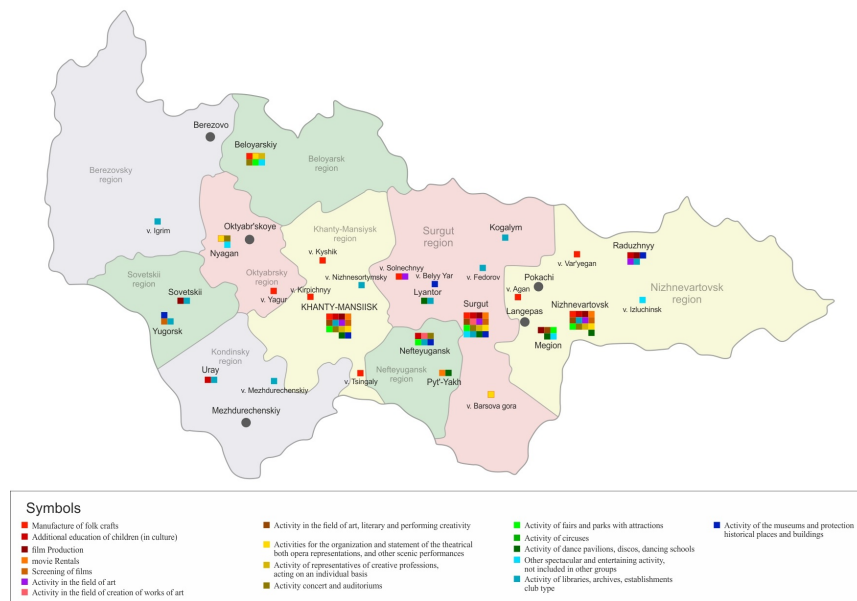 Berezovo
Beloyarskiy
Berezovsky
region
Beloyarsk
region
v. Igrim
Oktyabr'skoye
Nyagan
Khanty-Mansiysk
region
Surgut
region
Kogalym
Raduzhnyy
v. Kyshik
v. Solnechnyy
v. Belyy Yar
v. Fedorov
v. Var'yegan
Sovetskii
region
Oktyabrsky
region
v. Nizhnesortymsky
Lyantor
Pokachi
v. Agan
Nizhnevartovsk
region
Sovetskii
v. Yagur
v. Kirpichnyy
KHANTY-MANSIISK
Surgut
Langepas
Nizhnevartovsk
v. Izluchinsk
Yugorsk
Kondinsky
region
Nefteyugansk
Megion
Uray
v. Mezhdurechenskiy
v. Tsingaly
Nefteyugansk
region
Pyt'-Yakh
v. Barsova gora
Mezhdurechenskiy
Symbols
Manufacture of folk crafts
Additional education of children (in culture)
film Production
movie Rentals
Screening of films
Activity in the field of art
Activity in the field of creation of works of art
Activity in the field of art, literary and performing creativity
Activities for the organization and statement of the theatrical
both opera representations, and other scenic performances
Activity of representatives of creative professions,
acting on an individual basis
Activity concert and auditoriums
Activity of fairs and parks with attractions
Activity of circuses
Activity of dance pavilions, discos, dancing schools
Other spectacular and entertaining activity,
not included in other groups
Activity of libraries, archives, establishments
club type
Activity of the museums and protection
historical places and buildings